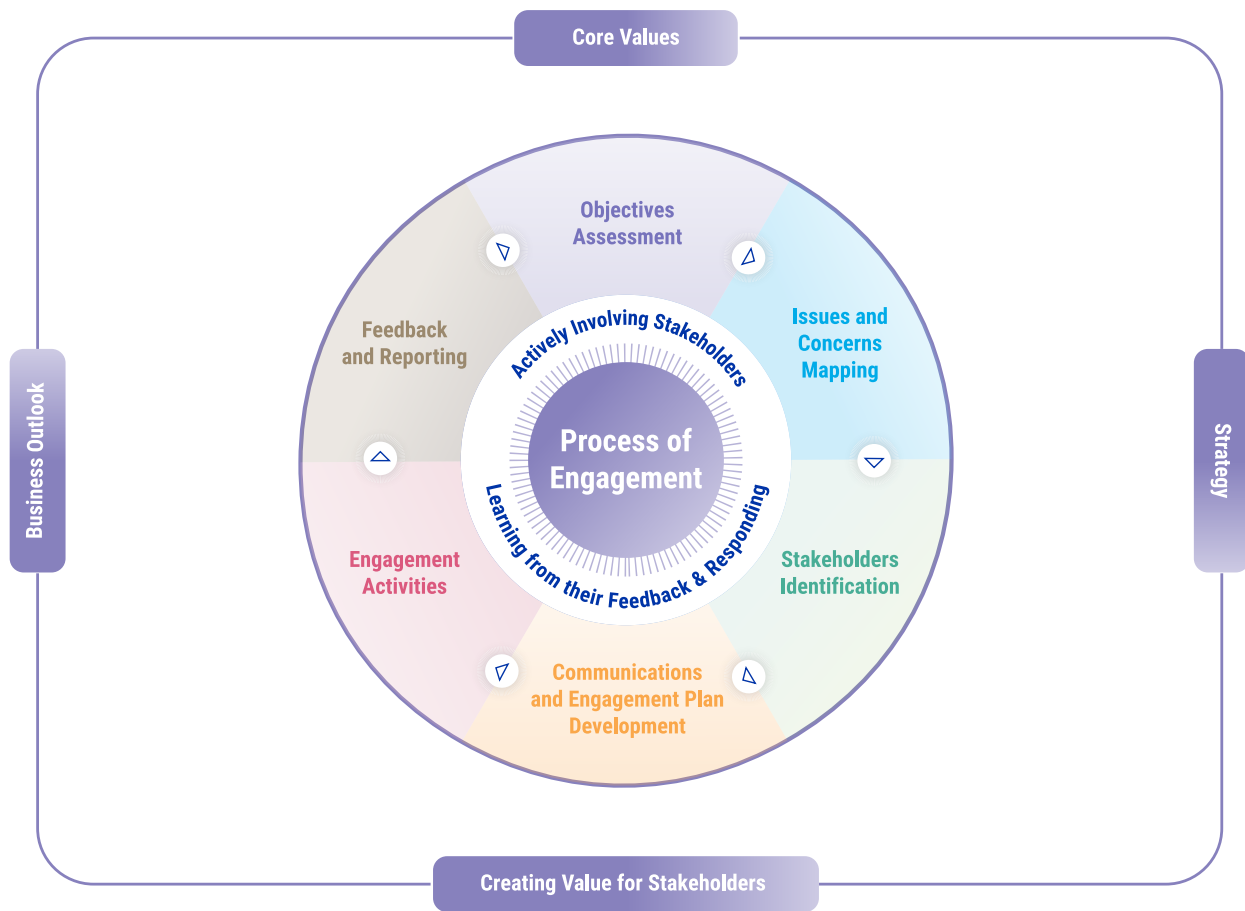 Core Values
Objectives
Assessment
Issues and
Concerns
Mapping
Stakeholders
Identification
Communications
and Engagement Plan
Development
Engagement
Activities
Feedback
and Reporting
Actively Involving Stakeholders
Process of
Engagement
Learning from their Feedback & Responding
Business Outlook
Strategy
Creating Value for Stakeholders